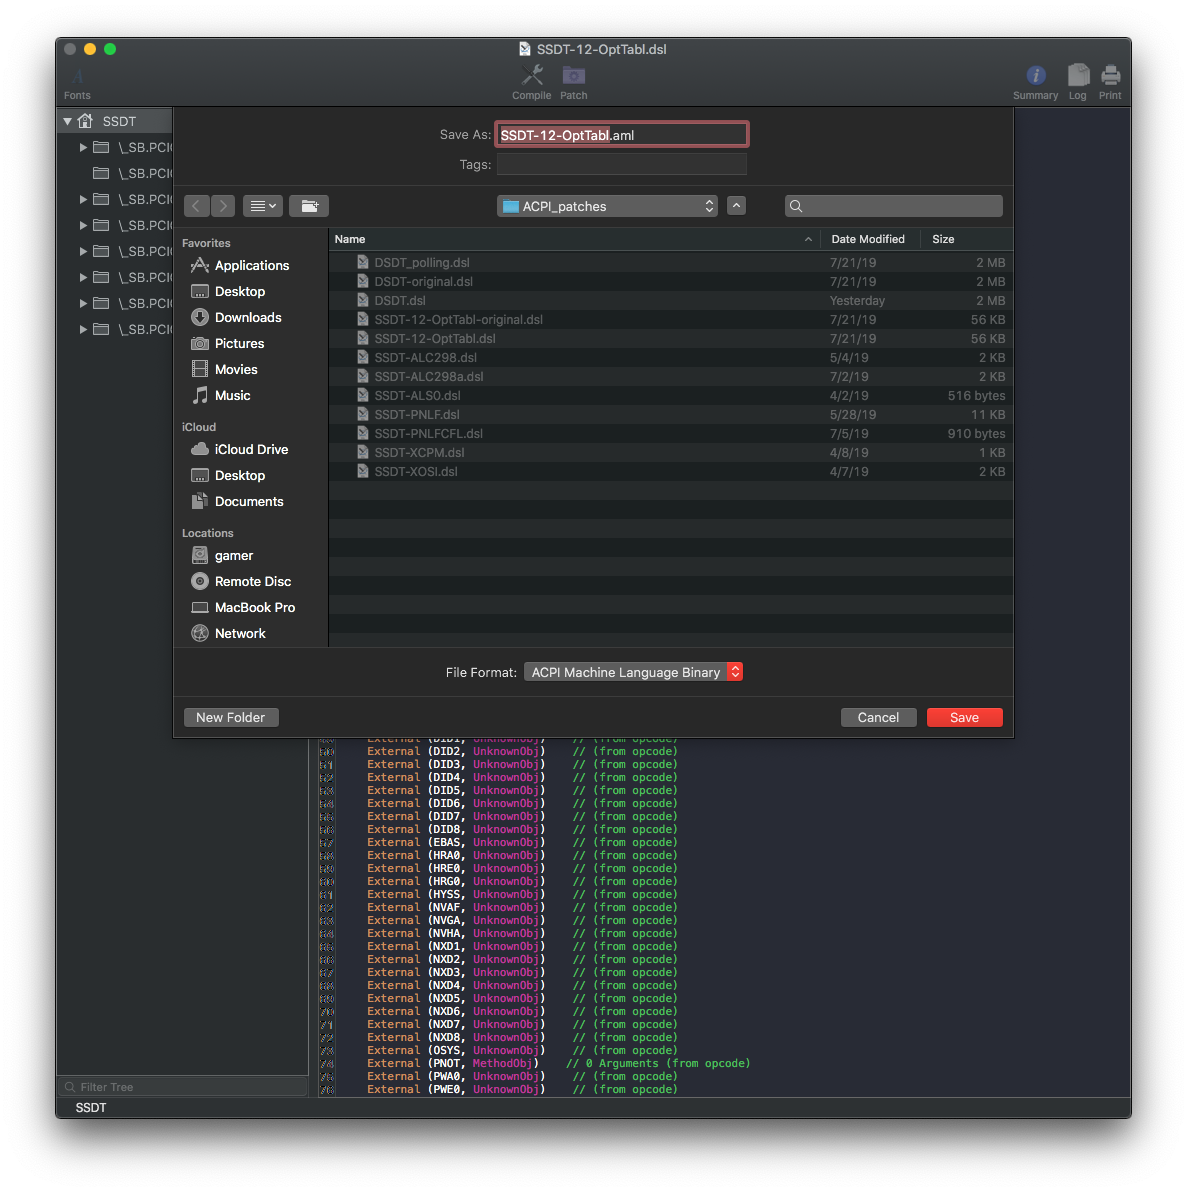 SSDT-12-OptTabl.dsl
Fonts
Compile
Patch
Summary
Log
Print
SSDT
\_SB.PCI
\_SB.PCI
\_SB.PCI
\_SB.PCI
\_SB.PCI
\_SB.PCI
\_SB.PCI
\_SB.PCI
Save As: SSDT-12-OptTabl.aml
Tags:
ACPI_patches
Favorites
Applications
Desktop
Downloads
Pictures
Movies
Music
iCloud
iCloud Drive
Desktop
Documents
Locations
gamer
Remote Disc
MacBook Pro
Network
Name Date Modified Size
DSDT_polling.dsl 7/21/19 2 MB
DSDT-original.dsl 7/21/19 2 MB
DSDT.dsl Yesterday 2 MB
SSDT-12-OptTabl-original.dsl 7/21/19 56 KB
SSDT-12-OptTabl.dsl 7/21/19 56 KB
SSDT-ALC298.dsl 5/4/19 2 KB
SSDT-ALC298a.dsl 7/2/19 2 KB
SSDT-ALS0.dsl 4/2/19 516 bytes
SSDT-PNLF.dsl 5/28/19 11 KB
SSDT-PNLFCFL.dsl 7/5/19 910 bytes
SSDT-XCPM.dsl 4/8/19 1 KB
SSDT-XOSI.dsl 4/7/19 2 KB
File Format: ACPI Machine Language Binary
New Folder
Cancel
Save
External (DID1, UnknownObj) // (from opcode)
External (DID2, UnknownObj) // (from opcode)
External (DID3, UnknownObj) // (from opcode)
External (DID4, UnknownObj) // (from opcode)
External (DID5, UnknownObj) // (from opcode)
External (DID6, UnknownObj) // (from opcode)
External (DID7, UnknownObj) // (from opcode)
External (DID8, UnknownObj) // (from opcode)
External (EBAS, UnknownObj) // (from opcode)
External (HRA0, UnknownObj) // (from opcode)
External (HRE0, UnknownObj) // (from opcode)
External (HRG0, UnknownObj) // (from opcode)
External (HYSS, UnknownObj) // (from opcode)
External (NVAF, UnknownObj) // (from opcode)
External (NVGA, UnknownObj) // (from opcode)
External (NVHA, UnknownObj) // (from opcode)
External (NXD1, UnknownObj) // (from opcode)
External (NXD2, UnknownObj) // (from opcode)
External (NXD3, UnknownObj) // (from opcode)
External (NXD4, UnknownObj) // (from opcode)
External (NXD5, UnknownObj) // (from opcode)
External (NXD6, UnknownObj) // (from opcode)
External (NXD7, UnknownObj) // (from opcode)
External (NXD8, UnknownObj) // (from opcode)
External (OSYS, UnknownObj) // (from opcode)
External (PNOT, MethodObj) // 0 Arguments (from opcode)
External (PWA0, UnknownObj) // (from opcode)
External (PWE0, UnknownObj) // (from opcode)
Filter Tree
SSDT